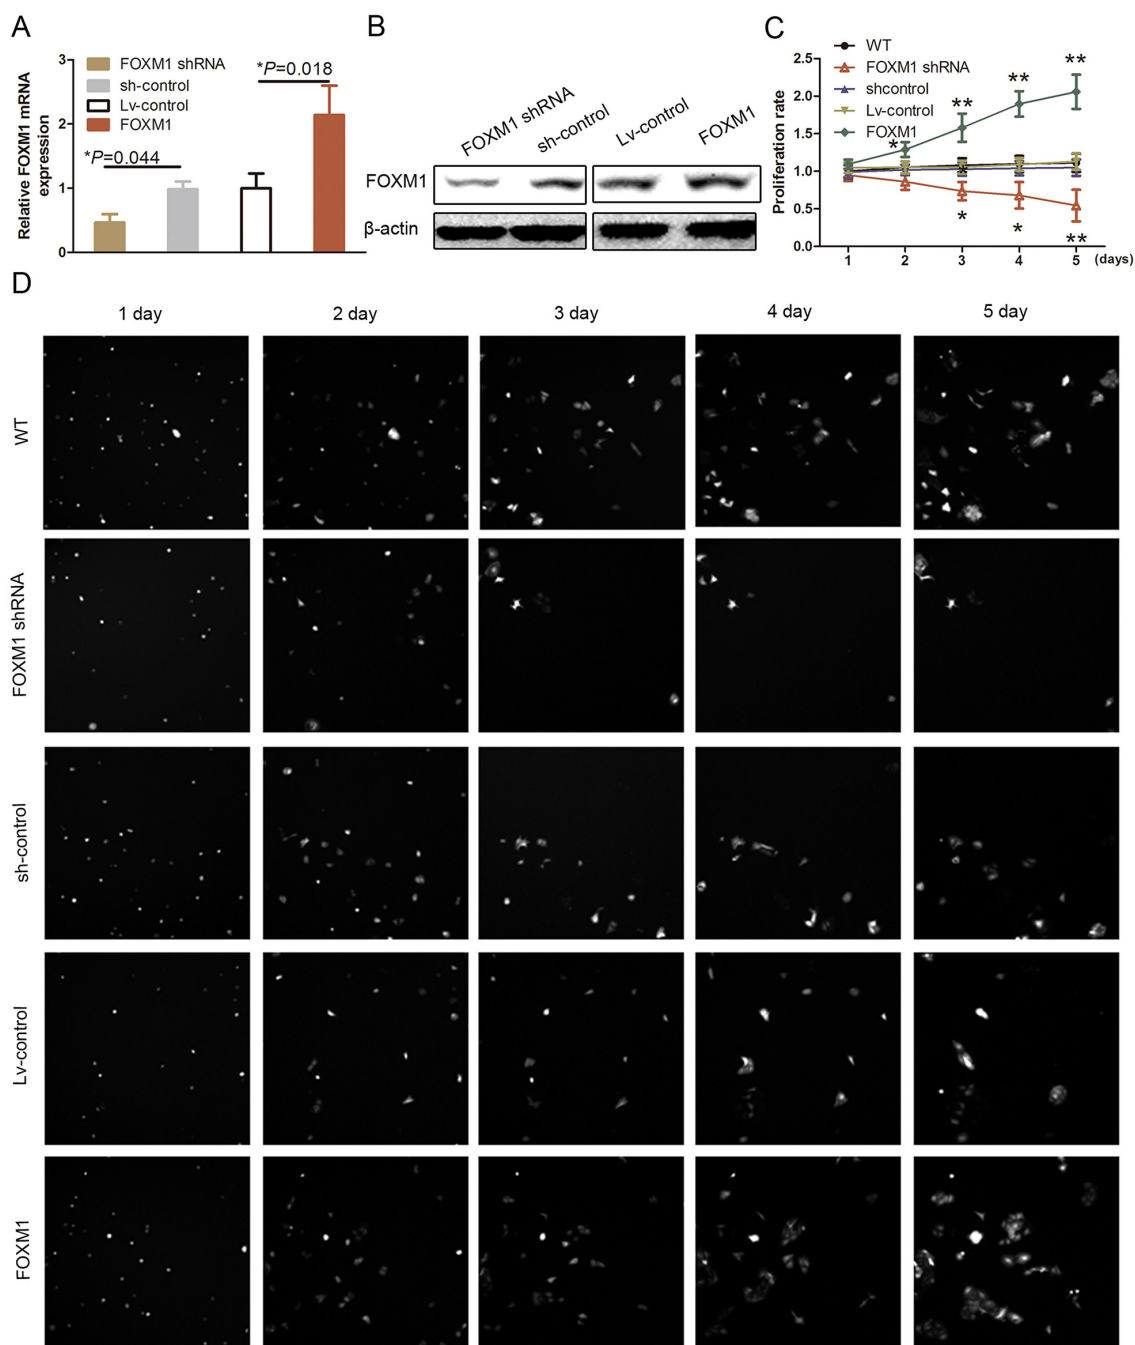 A
Relative FOXM1 mRNA
expression
3
2
1
0
FOXM1 shRNA
sh-control
Lv-control
FOXM1
*P=0.044
*P=0.018
B
FOXM1 shRNA
sh-control
Lv-control
FOXM1
FOXM1
β-actin
C
Proliferation rate
2.5
2.0
1.5
1.0
0.5
0.0
WT
FOXM1 shRNA
shcontrol
Lv-control
FOXM1
*
**
**
**
*
*
**
1 2 3 4 5 (days)
D
1 day 2 day 3 day 4 day 5 day
WT
FOXM1 shRNA
sh-control
Lv-control
FOXM1